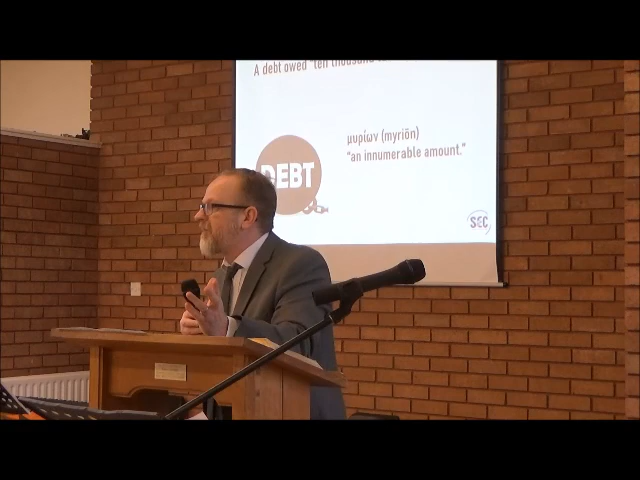 A debt owed "ten thousand
μυρίων (myriōn)
"an innumerable amount."
DEBT
SEC